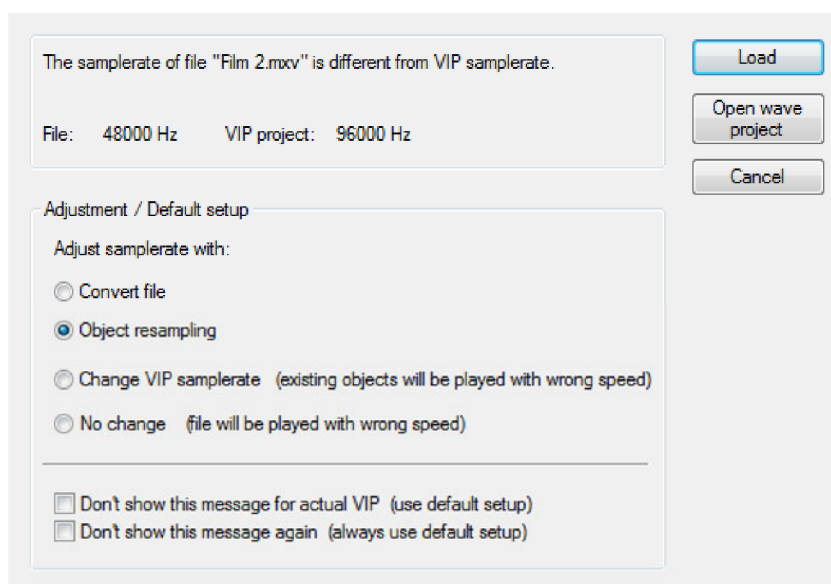 The samplerate of file "Film 2.mxv" is different from VIP samplerate.
File: 48000 Hz VIP project: 96000 Hz
Load
Open wave
project
Cancel
Adjustment / Default setup
Adjust samplerate with:
Convert file
Object resampling
Change VIP samplerate (existing objects will be played with wrong speed)
No change (file will be played with wrong speed)
Don't show this message for actual VIP (use default setup)
Don't show this message again (always use default setup)